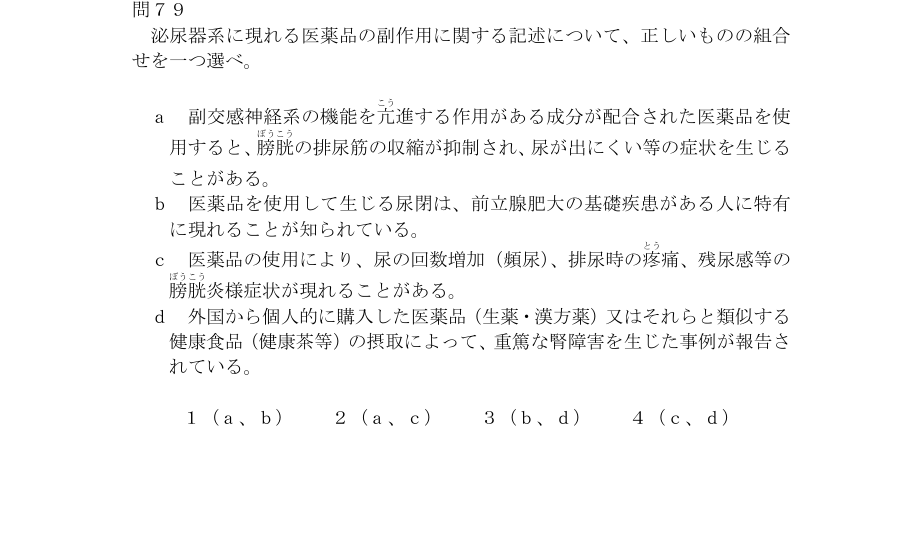 問７９
泌尿器系に現れる医薬品の副作用に関する記述について、正しいものの組合
せを一つ選べ。
こう
ａ　副交感神経系の機能を亢進する作用がある成分が配合された医薬品を使
ぼうこう
用すると、膀胱の排尿筋の収縮が抑制され、尿が出にくい等の症状を生じる
ことがある。
ｂ　医薬品を使用して生じる尿閉は、前立腺肥大の基礎疾患がある人に特有
に現れることが知られている。
とう
ｃ　医薬品の使用により、尿の回数増加（頻尿）、排尿時の疼痛、残尿感等の
ぼうこう
膀胱炎様症状が現れることがある。
ｄ　外国から個人的に購入した医薬品（生薬・漢方薬）又はそれらと類似する
健康食品（健康茶等）の摂取によって、重篤な腎障害を生じた事例が報告さ
れている。
１（ａ、ｂ）　　２（ａ、ｃ）　　３（ｂ、ｄ）　　４（ｃ、ｄ）